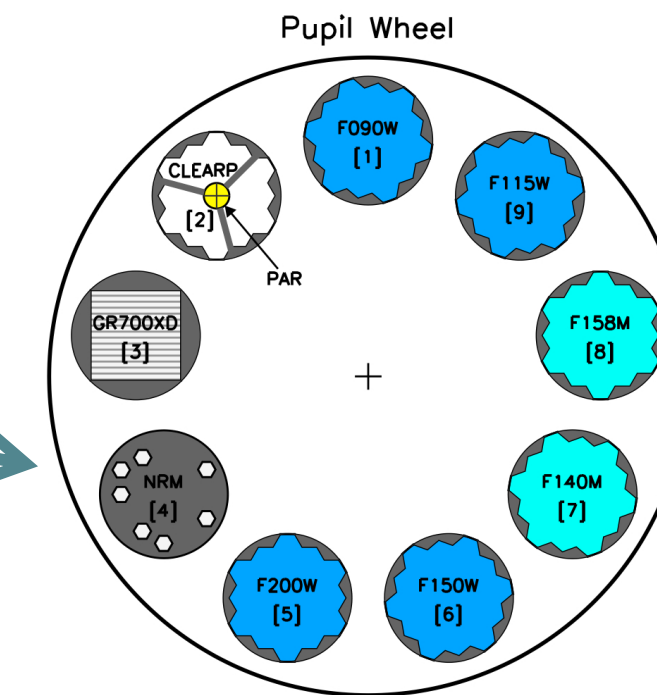 Pupil Wheel
F090W
[1]
CLEARP
[2]
PAR
F115W
[9]
GR700XD
[3]
F158M
[8]
NRM
[4]
F140M
[7]
F200W
[5]
F150W
[6]